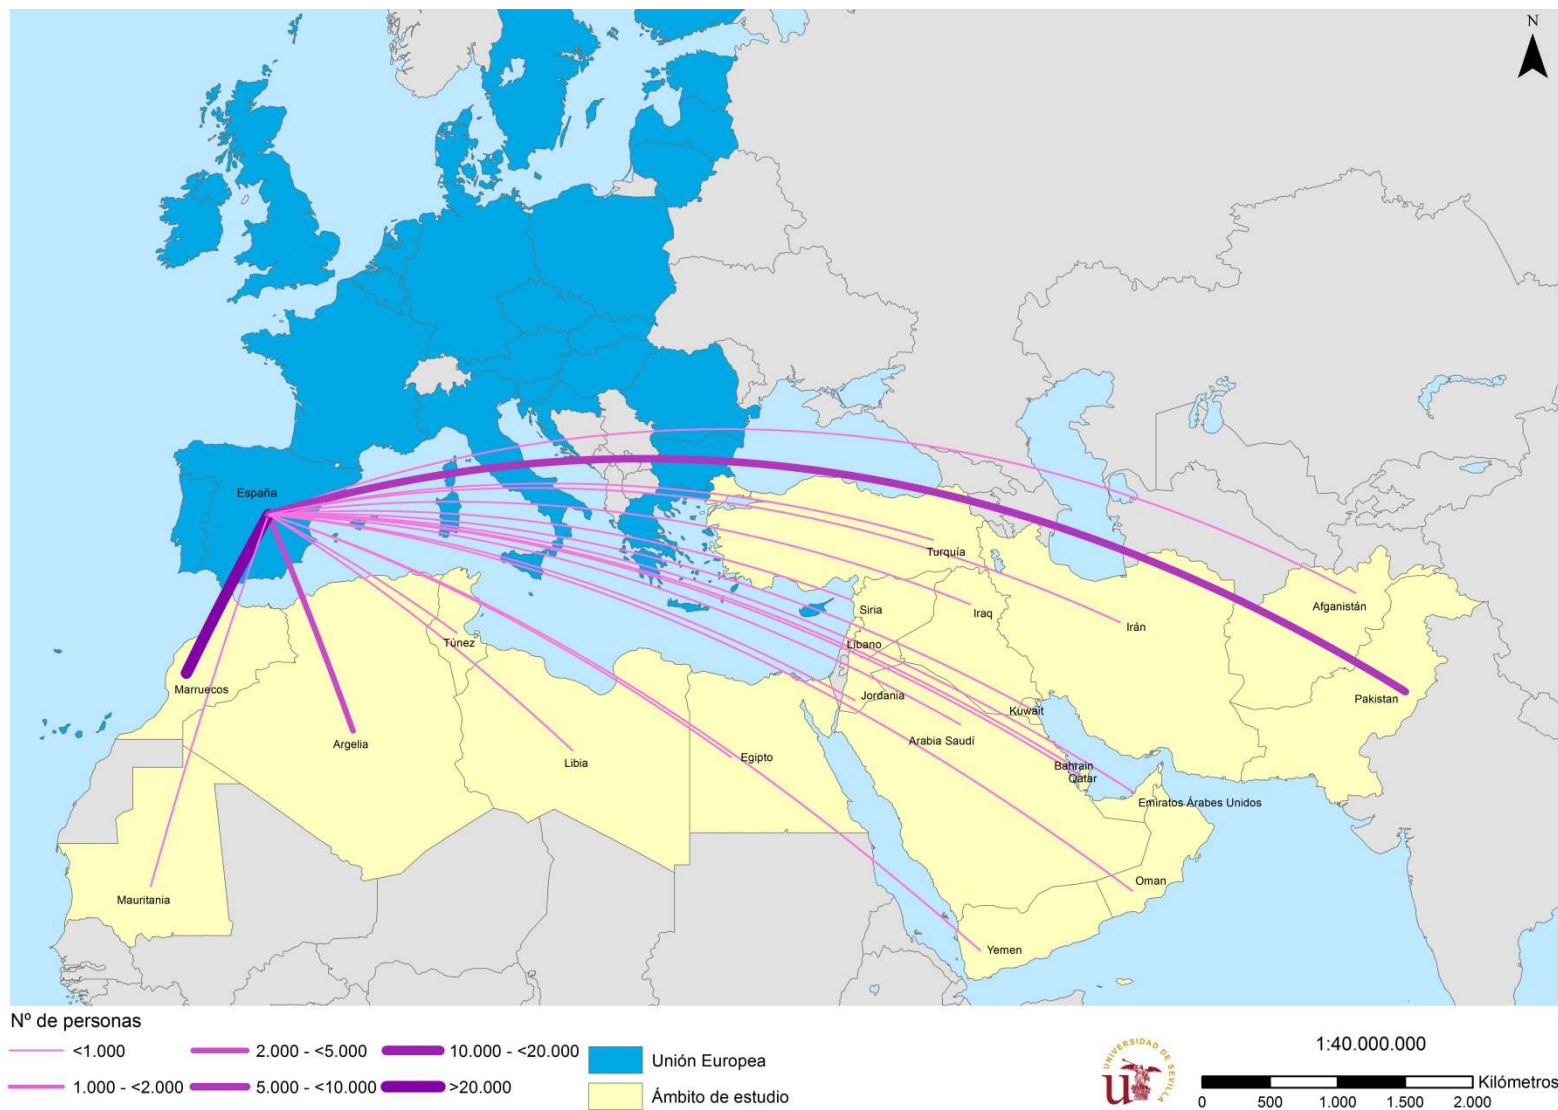 N
España
Turquía
Siria
Iraq
Irán
Afganistán
Túnez
Líbano
Marruecos
Jordania
Pakistan
Kuwait
Argelia
Arabia Saudí
Libia
Egipto
Bahrain
Qatar
Emiratos Árabes Unidos
Mauritania
Oman
Yemen
Nº de personas
<1.000
2.000 - <5.000
10.000 - <20.000
Unión Europea
1.000 - <2.000
5.000 - <10.000
>20.000
Ámbito de estudio
UNIVERSIDAD DE SEVILLA
1:40.000.000
Kilómetros
0 500 1.000 1.500 2.000